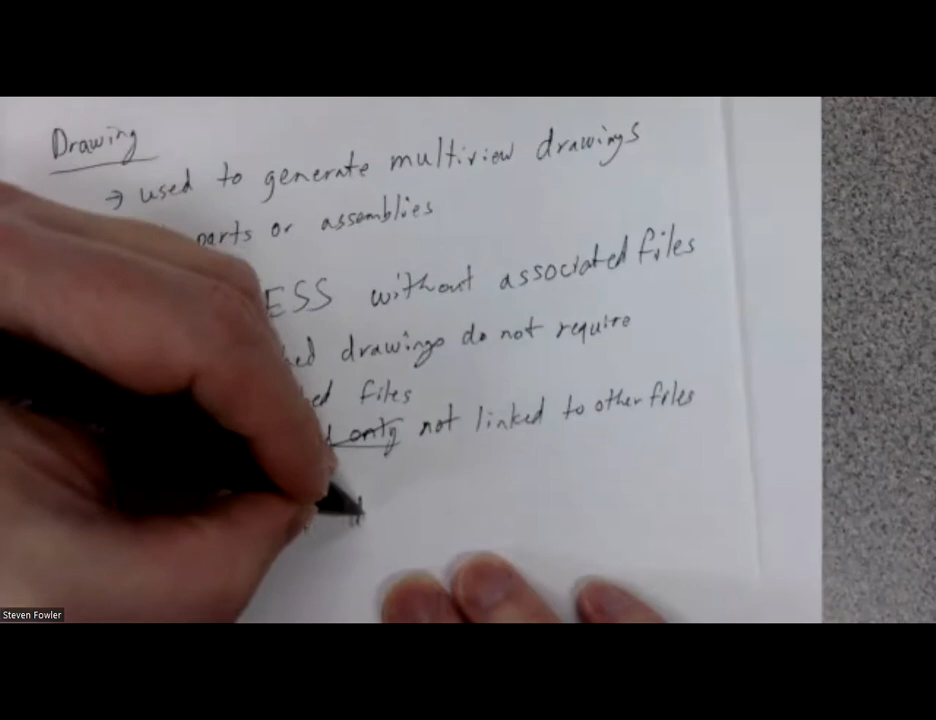 Drawing
→ used to generate multiview drawings
parts or assemblies
ESS without associated files
drawings do not require
files
not linked to other files
Steven Fowler